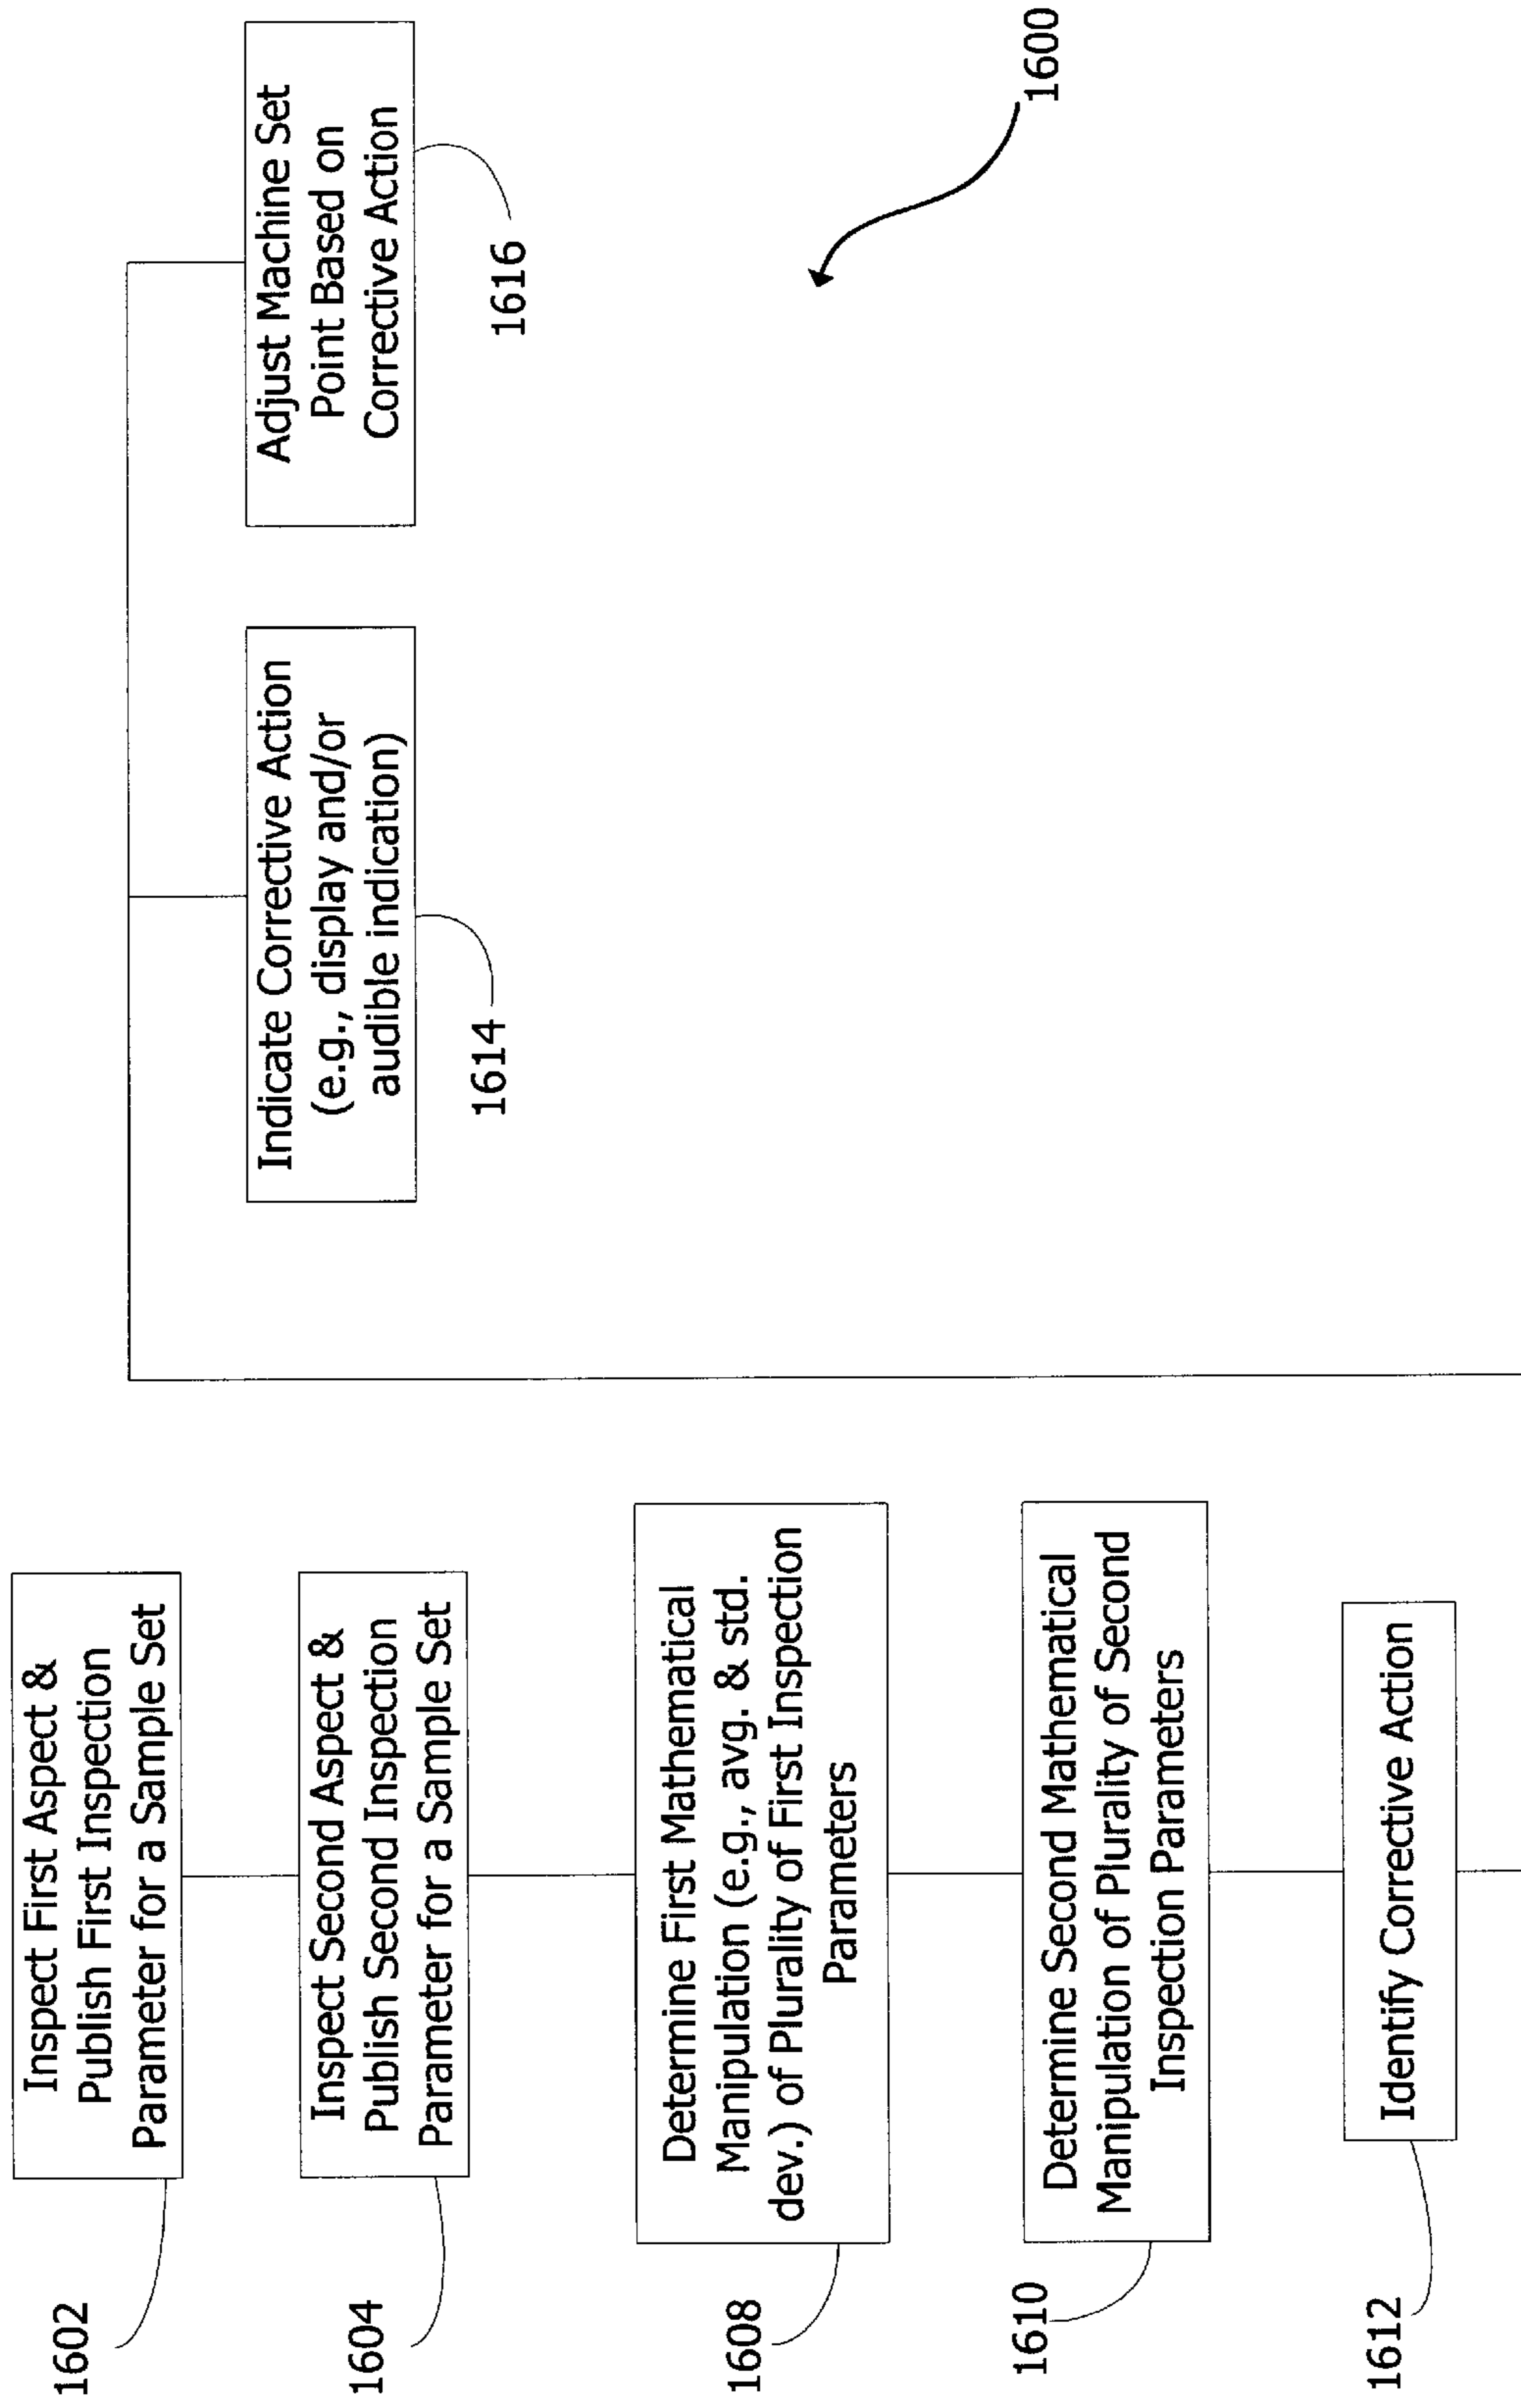 1602
Inspect First Aspect &
Publish First Inspection
Parameter for a Sample Set
1604
Inspect Second Aspect &
Publish Second Inspection
Parameter for a Sample Set
1608
Determine First Mathematical
Manipulation (e.g., avg. & std.
dev.) of Plurality of First Inspection
Parameters
1610
Determine Second Mathematical
Manipulation of Plurality of Second
Inspection Parameters
1612
Identify Corrective Action
Indicate Corrective Action
(e.g., display and/or
audible indication)
1614
Adjust Machine Set
Point Based on
Corrective Action
1616
1600